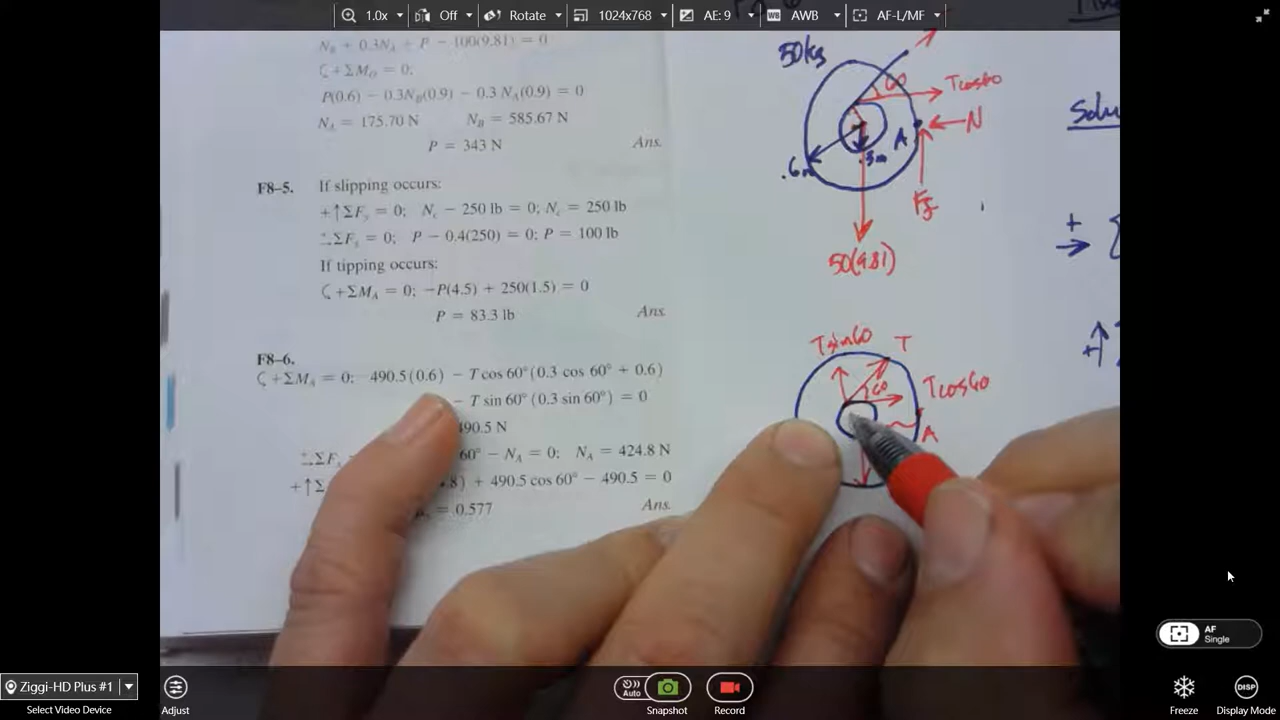 1.0x
Off
Rotate
1024x768
AE: 9
AWB
AF-L/MF
N_B + 0.3N_A + P − 100(9.81) = 0
↺+ΣM_O = 0;
P(0.6) − 0.3N_B(0.9) − 0.3 N_A(0.9) = 0
N_A = 175.70 N N_B = 585.67 N
P = 343 N Ans.
F8–5. If slipping occurs:
+↑ΣF_y = 0; N_c − 250 lb = 0; N_c = 250 lb
ΣF_x = 0; P − 0.4(250) = 0; P = 100 lb
If tipping occurs:
↺+ΣM_A = 0; −P(4.5) + 250(1.5) = 0
P = 83.3 lb Ans.
F8–6.
↺+ΣM_A = 0; 490.5(0.6) − T cos 60° (0.3 cos 60° + 0.6)
− T sin 60° (0.3 sin 60°) = 0
490.5 N
60° − N_A = 0; N_A = 424.8 N
+↑Σ .8) + 490.5 cos 60° − 490.5 = 0
= 0.577 Ans.
50kg
60
Tcos60
N
A
.3m
.6m
Ff
50(9.81)
Tsin60
T
60
Tcos60
A
Solu
+
→
+↑
Ziggi-HD Plus #1
Select Video Device
Adjust
Auto
Snapshot
Record
AF
Single
Freeze
DISP
Display Mode